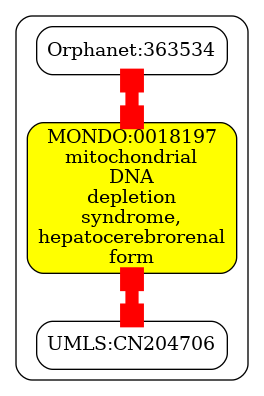 Orphanet:363534
MONDO:0018197
mitochondrial
DNA
depletion
syndrome,
hepatocerebrorenal
form
UMLS:CN204706